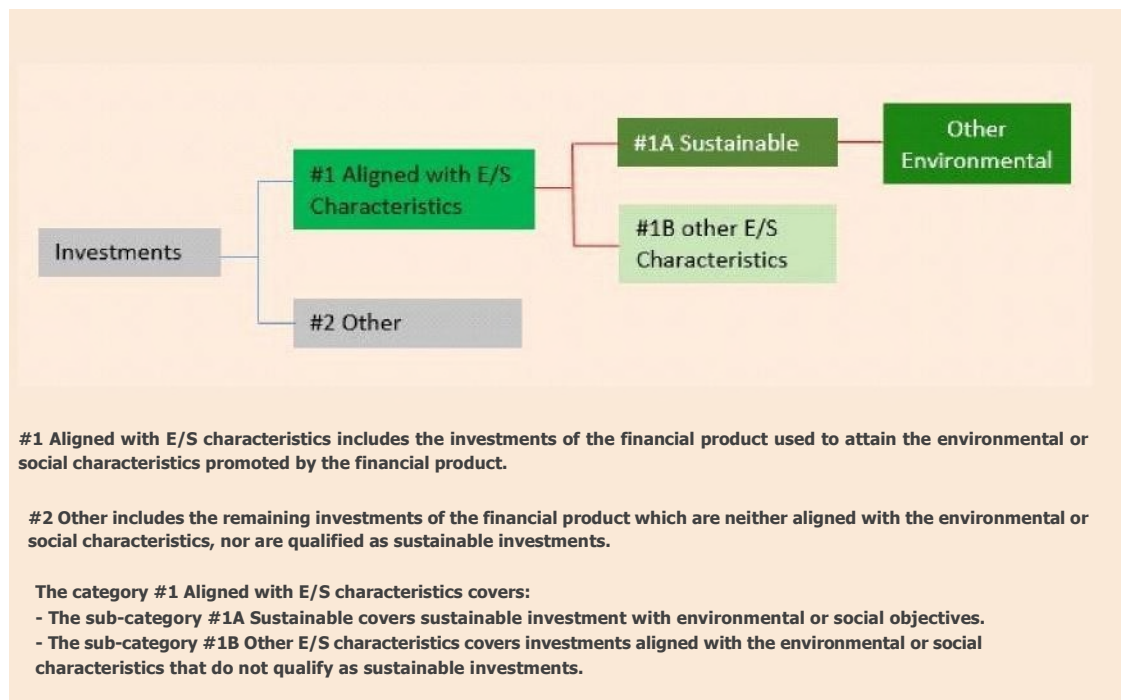 Other
Environmental
#1A Sustainable
#1 Aligned with E/S
Characteristics
#1B other E/S
Characteristics
Investments
#2 Other
#1 Aligned with E/S characteristics includes the investments of the financial product used to attain the environmental or
social characteristics promoted by the financial product.
#2 Other includes the remaining investments of the financial product which are neither aligned with the environmental or
social characteristics, nor are qualified as sustainable investments.
The category #1 Aligned with E/S characteristics covers:
- The sub-category #1A Sustainable covers sustainable investment with environmental or social objectives.
- The sub-category #1B Other E/S characteristics covers investments aligned with the environmental or social
characteristics that do not qualify as sustainable investments.